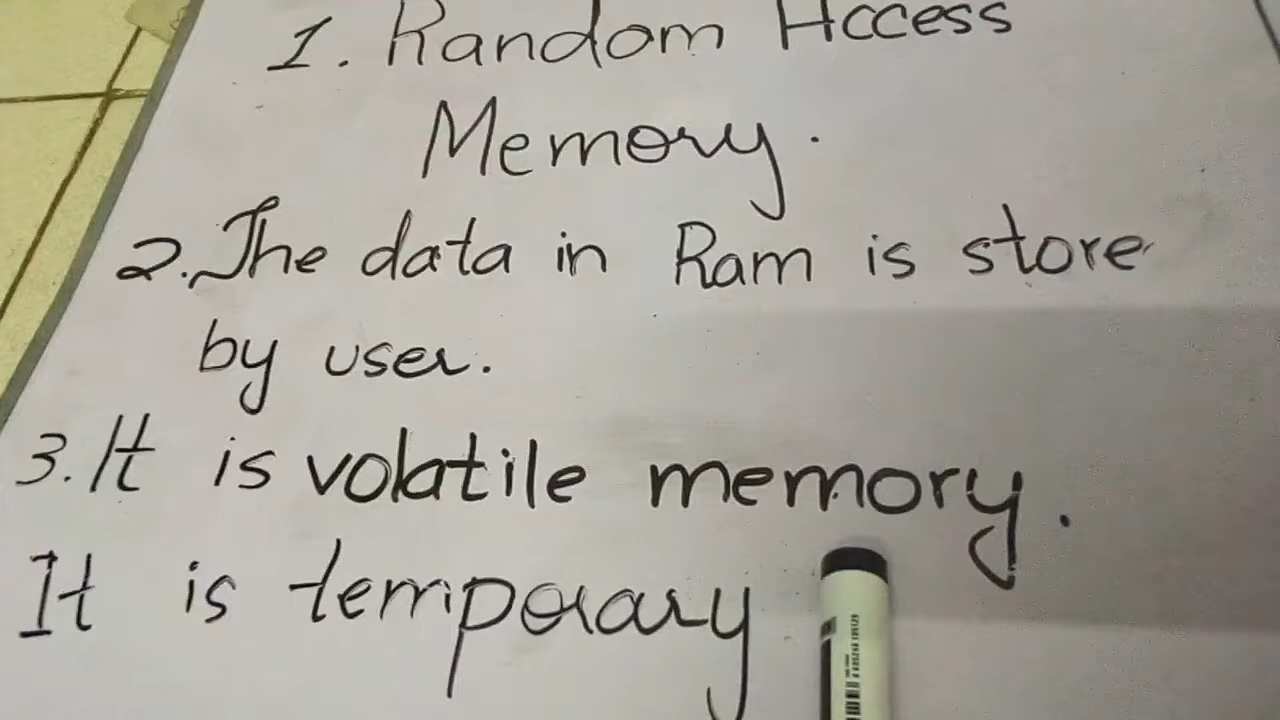 1. Random Access
Memory.
2. The data in Ram is store
by user.
3. It is volatile memory.
It is temporary